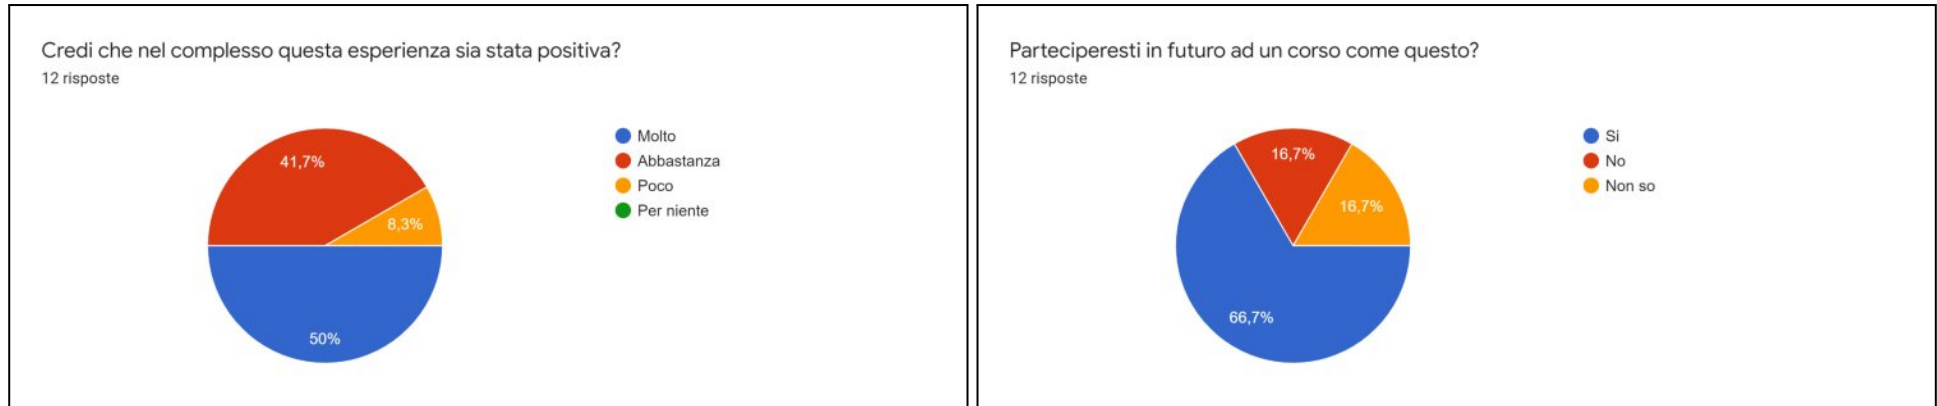 Credi che nel complesso questa esperienza sia stata positiva?
12 risposte
41,7%
8,3%
50%
Molto
Abbastanza
Poco
Per niente
Parteciperesti in futuro ad un corso come questo?
12 risposte
16,7%
16,7%
66,7%
Si
No
Non so